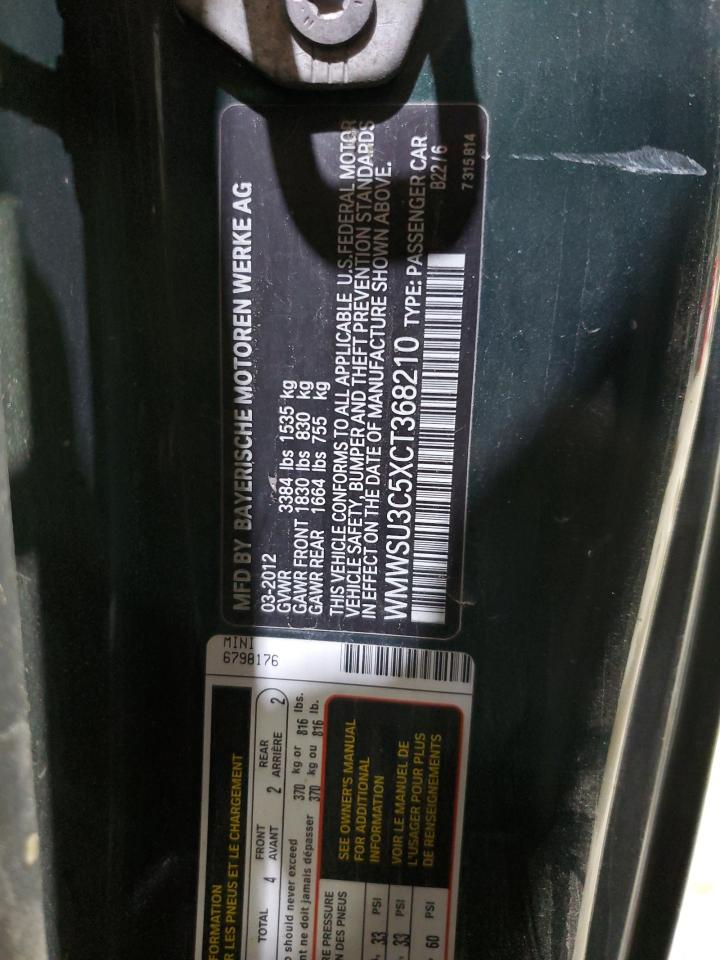 MFD BY BAYERISCHE MOTOREN WERKE AG
03-2012
GVWR 3384 lbs 1535 kg
GAWR FRONT 1830 lbs 830 kg
GAWR REAR 1664 lbs 755 kg
THIS VEHICLE CONFORMS TO ALL APPLICABLE U.S.FEDERAL MOTOR
VEHICLE SAFETY, BUMPER AND THEFT PREVENTION STANDARDS
IN EFFECT ON THE DATE OF MANUFACTURE SHOWN ABOVE.
WMWSU3C5XCT368210 TYPE: PASSENGER CAR
B22/6
7315814
MINI
6798176
FORMATION
R LES PNEUS ET LE CHARGEMENT
TOTAL 4 FRONT AVANT 2 REAR ARRIÈRE 2
should never exceed 370 kg or 816 lbs.
nt ne doit jamais dépasser 370 kg ou 816 lb.
RE PRESSURE
ON DES PNEUS
33 PSI
33 PSI
60 PSI
SEE OWNER'S MANUAL
FOR ADDITIONAL
INFORMATION
VOIR LE MANUEL DE
L'USAGER POUR PLUS
DE RENSEIGNEMENTS